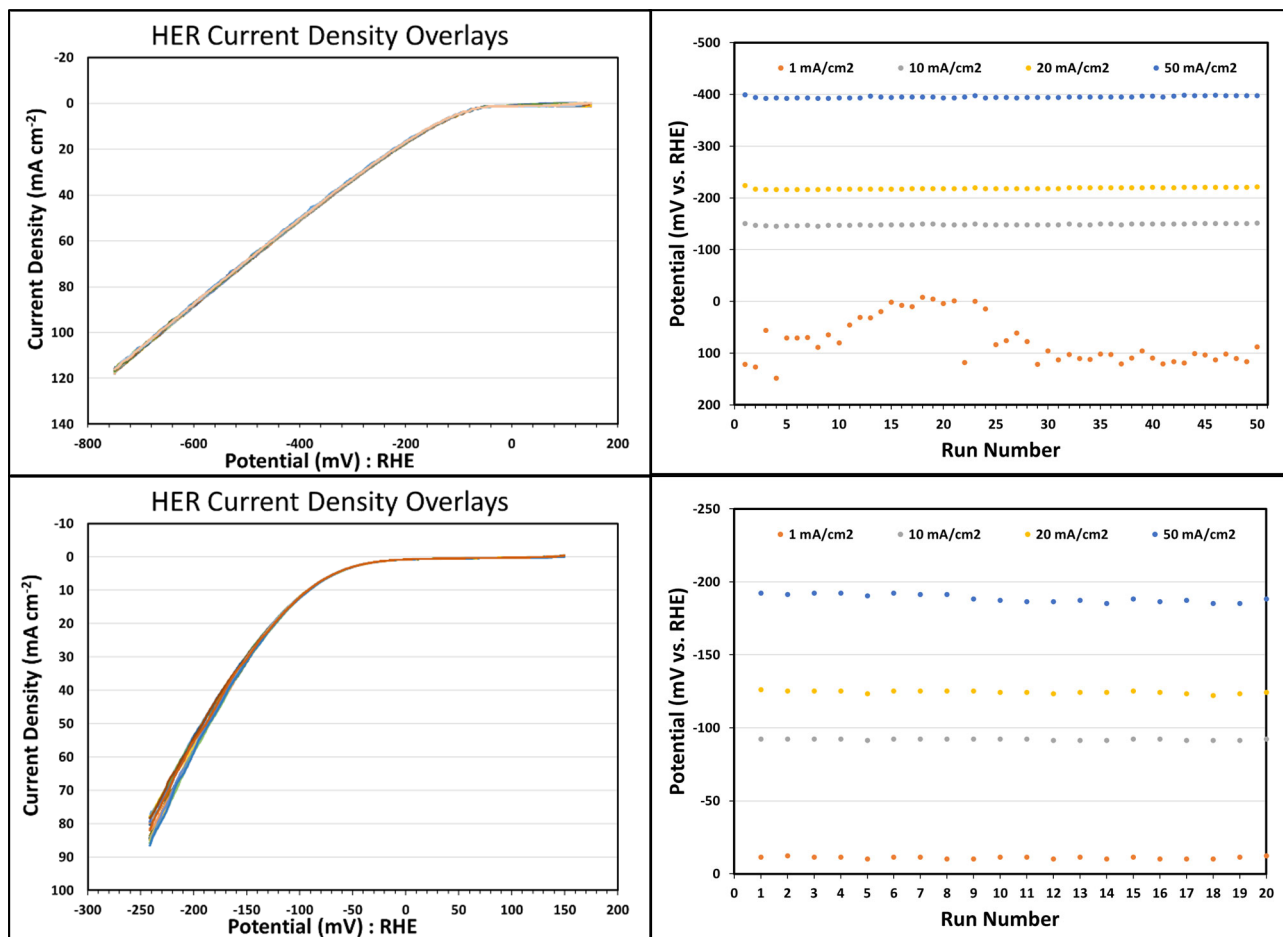 HER Current Density Overlays
Current Density (mA cm-2)
-20
0
20
40
60
80
100
120
140
-800 -600 -400 -200 0 200
Potential (mV) : RHE
1 mA/cm2 10 mA/cm2 20 mA/cm2 50 mA/cm2
Potential (mV vs. RHE)
-500
-400
-300
-200
-100
0
100
200
0 5 10 15 20 25 30 35 40 45 50
Run Number
HER Current Density Overlays
Current Density (mA cm-2)
-10
0
10
20
30
40
50
60
70
80
90
100
-300 -250 -200 -150 -100 -50 0 50 100 150 200
Potential (mV) : RHE
1 mA/cm2 10 mA/cm2 20 mA/cm2 50 mA/cm2
Potential (mV vs. RHE)
-250
-200
-150
-100
-50
0
0 1 2 3 4 5 6 7 8 9 10 11 12 13 14 15 16 17 18 19 20
Run Number